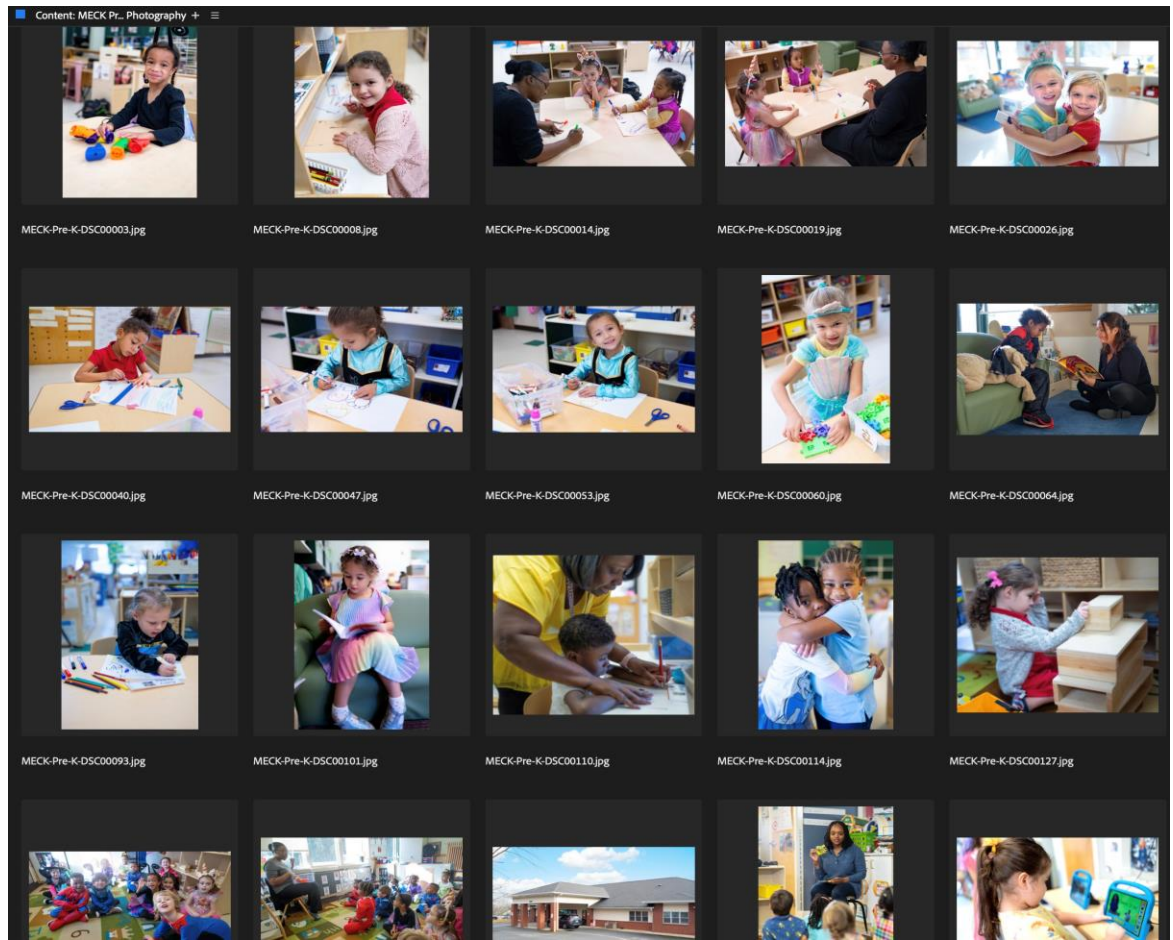 Content: MECK Pr... Photography + ≡
MECK-Pre-K-DSC00003.jpg
MECK-Pre-K-DSC00008.jpg
MECK-Pre-K-DSC00014.jpg
MECK-Pre-K-DSC00019.jpg
MECK-Pre-K-DSC00026.jpg
MECK-Pre-K-DSC00040.jpg
MECK-Pre-K-DSC00047.jpg
MECK-Pre-K-DSC00053.jpg
MECK-Pre-K-DSC00060.jpg
MECK-Pre-K-DSC00064.jpg
MECK-Pre-K-DSC00093.jpg
MECK-Pre-K-DSC00101.jpg
MECK-Pre-K-DSC00110.jpg
MECK-Pre-K-DSC00114.jpg
MECK-Pre-K-DSC00127.jpg